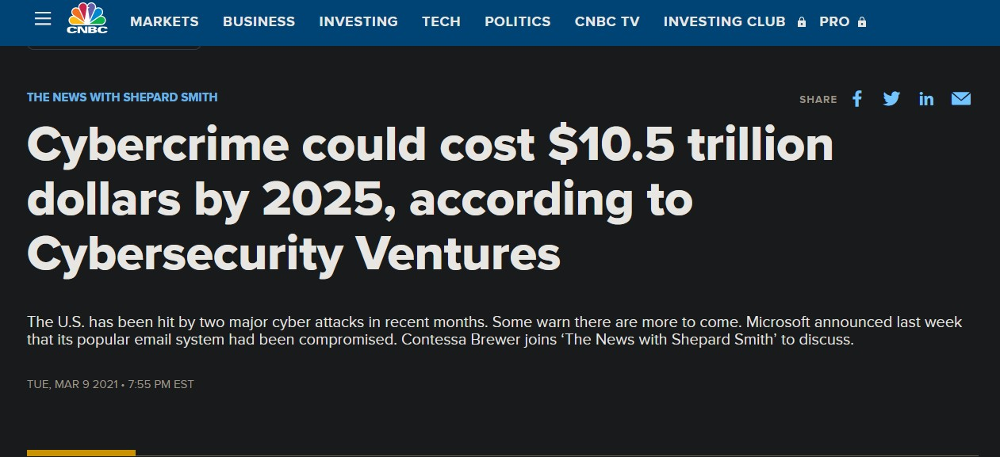 CNBC MARKETS BUSINESS INVESTING TECH POLITICS CNBC TV INVESTING CLUB PRO
THE NEWS WITH SHEPARD SMITH
SHARE
Cybercrime could cost $10.5 trillion
dollars by 2025, according to
Cybersecurity Ventures
The U.S. has been hit by two major cyber attacks in recent months. Some warn there are more to come. Microsoft announced last week
that its popular email system had been compromised. Contessa Brewer joins ‘The News with Shepard Smith’ to discuss.
TUE, MAR 9 2021 • 7:55 PM EST